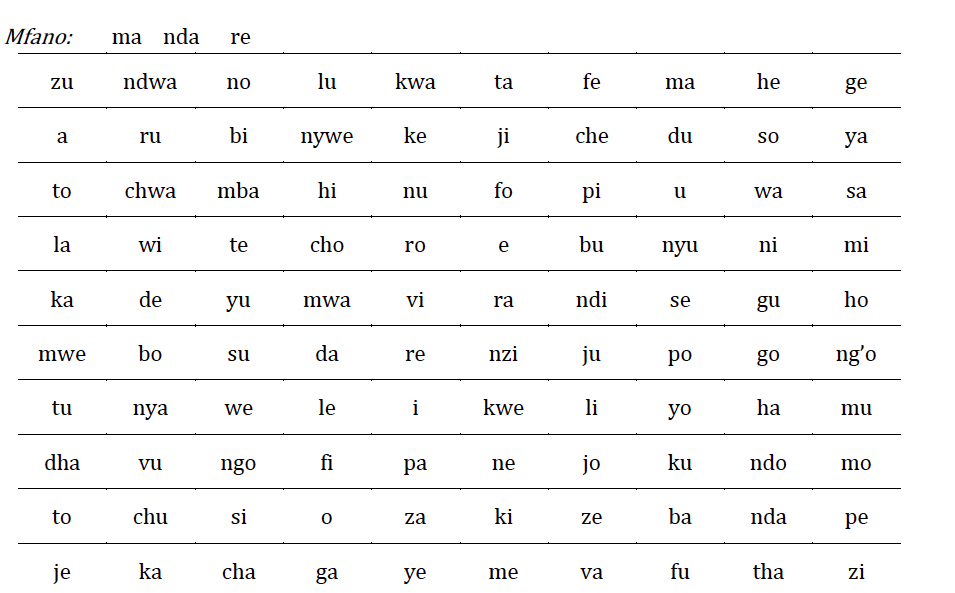 Mfano: ma nda re
zu ndwa no lu kwa ta fe ma he ge
a ru bi nywe ke ji che du so ya
to chwa mba hi nu fo pi u wa sa
la wi te cho ro e bu nyu ni mi
ka de yu mwa vi ra ndi se gu ho
mwe bo su da re nzi ju po go ng’o
tu nya we le i kwe li yo ha mu
dha vu ngo fi pa ne jo ku ndo mo
to chu si o za ki ze ba nda pe
je ka cha ga ye me va fu tha zi